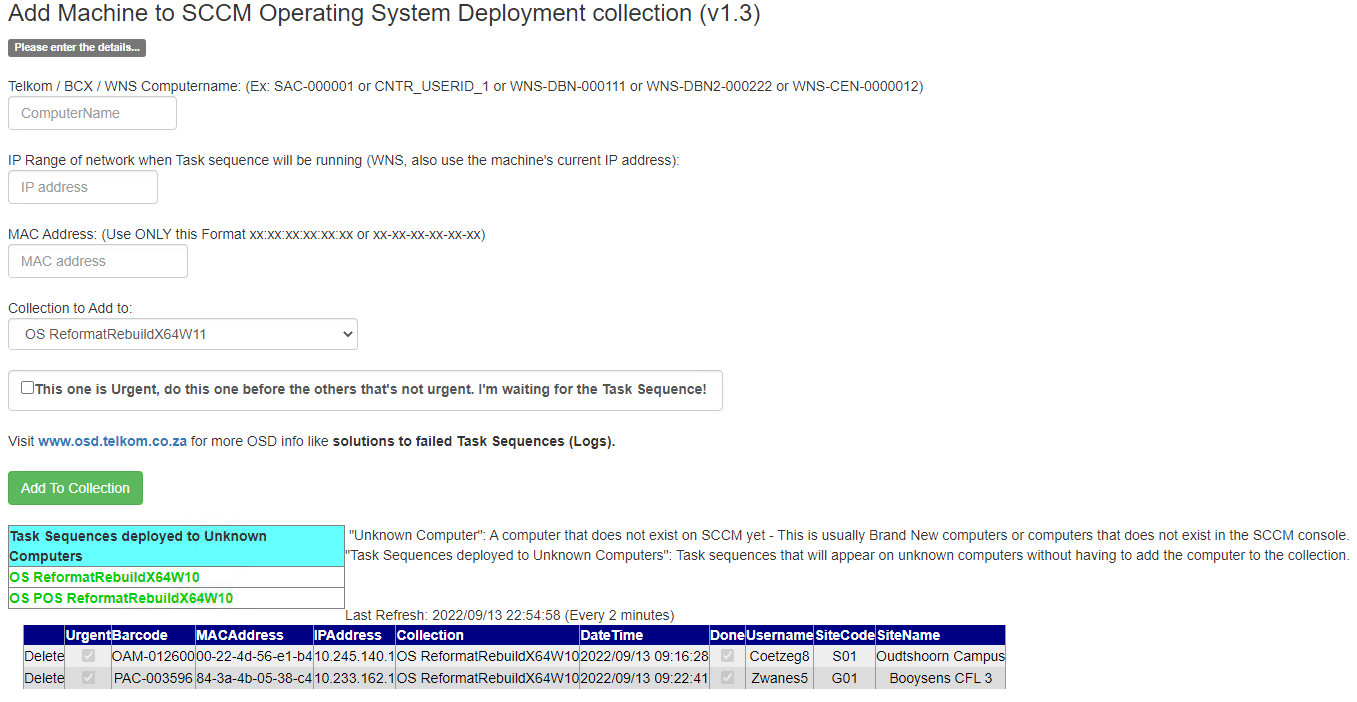 Add Machine to SCCM Operating System Deployment collection (v1.3)
Please enter the details...
Telkom / BCX / WNS Computername: (Ex: SAC-000001 or CNTR_USERID_1 or WNS-DBN-000111 or WNS-DBN2-000222 or WNS-CEN-0000012)
ComputerName
IP Range of network when Task sequence will be running (WNS, also use the machine's current IP address):
IP address
MAC Address: (Use ONLY this Format xx:xx:xx:xx:xx:xx or xx-xx-xx-xx-xx-xx)
MAC address
Collection to Add to:
OS ReformatRebuildX64W11
This one is Urgent, do this one before the others that's not urgent. I'm waiting for the Task Sequence!
Visit www.osd.telkom.co.za for more OSD info like solutions to failed Task Sequences (Logs).
Add To Collection
Task Sequences deployed to Unknown
Computers
OS ReformatRebuildX64W10
OS POS ReformatRebuildX64W10
"Unknown Computer": A computer that does not exist on SCCM yet - This is usually Brand New computers or computers that does not exist in the SCCM console.
"Task Sequences deployed to Unknown Computers": Task sequences that will appear on unknown computers without having to add the computer to the collection.
Last Refresh: 2022/09/13 22:54:58 (Every 2 minutes)
Urgent Barcode MACAddress IPAddress Collection DateTime Done Username SiteCode SiteName
Delete OAM-012600 00-22-4d-56-e1-b4 10.245.140.1 OS ReformatRebuildX64W10 2022/09/13 09:16:28 Coetzeg8 S01 Oudtshoorn Campus
Delete PAC-003596 84-3a-4b-05-38-c4 10.233.162.1 OS ReformatRebuildX64W10 2022/09/13 09:22:41 Zwanes5 G01 Booysens CFL 3